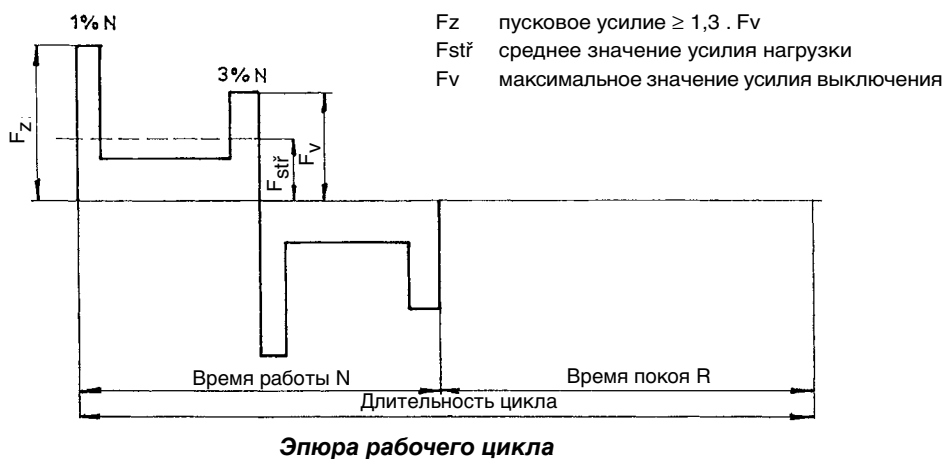 1% N
3% N
Fz
Fstř
Fv
Fz пусковое усилие ≥ 1,3 . Fv
Fstř среднее значение усилия нагрузки
Fv максимальное значение усилия выключения
Время работы N
Время покоя R
Длительность цикла
Эпюра рабочего цикла